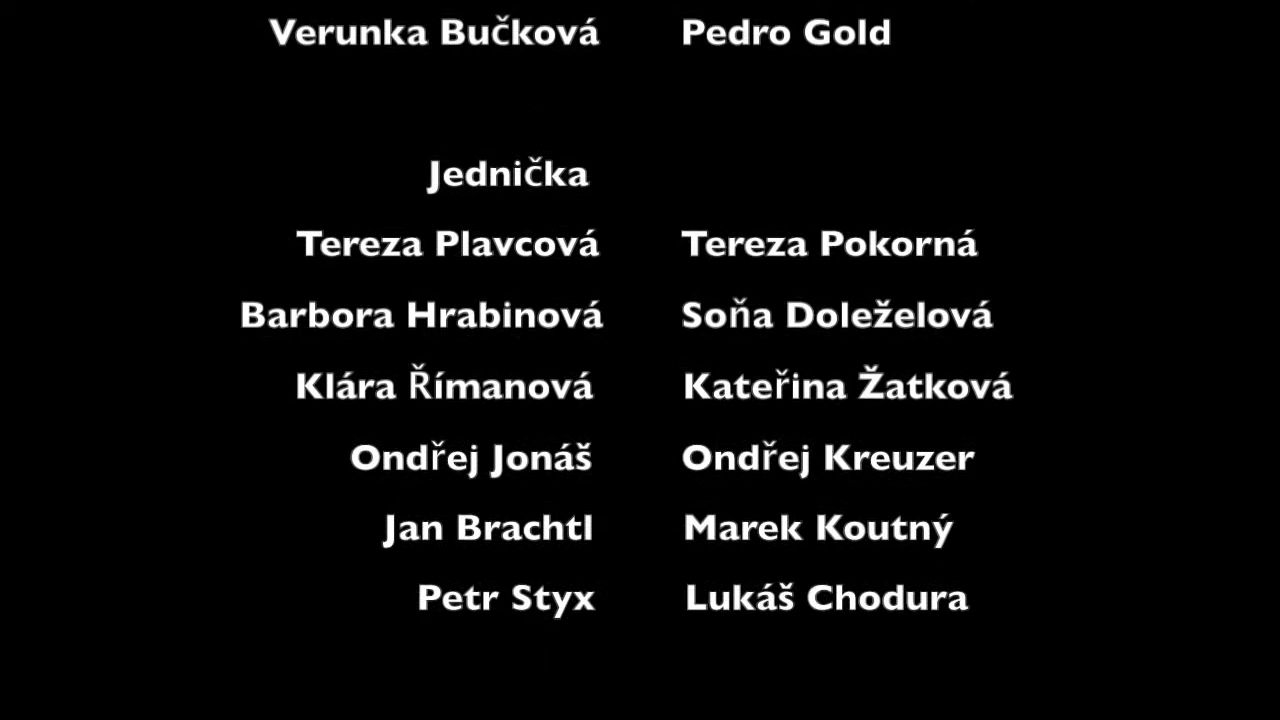 Verunka Bučková Pedro Gold
Jednička
Tereza Plavcová Tereza Pokorná
Barbora Hrabinová Soňa Doleželová
Klára Římanová Kateřina Žatková
Ondřej Jonáš Ondřej Kreuzer
Jan Brachtl Marek Koutný
Petr Styx Lukáš Chodura